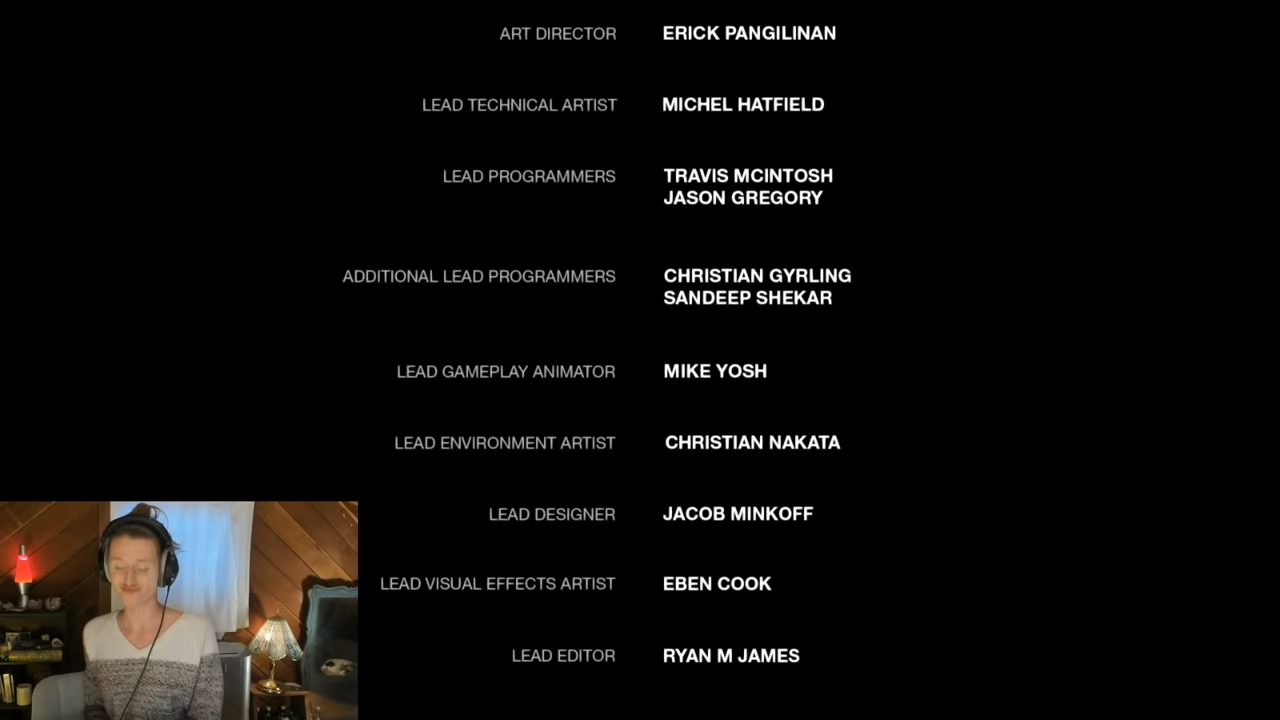 ART DIRECTOR ERICK PANGILINAN
LEAD TECHNICAL ARTIST MICHEL HATFIELD
LEAD PROGRAMMERS TRAVIS MCINTOSH
JASON GREGORY
ADDITIONAL LEAD PROGRAMMERS CHRISTIAN GYRLING
SANDEEP SHEKAR
LEAD GAMEPLAY ANIMATOR MIKE YOSH
LEAD ENVIRONMENT ARTIST CHRISTIAN NAKATA
LEAD DESIGNER JACOB MINKOFF
LEAD VISUAL EFFECTS ARTIST EBEN COOK
LEAD EDITOR RYAN M JAMES